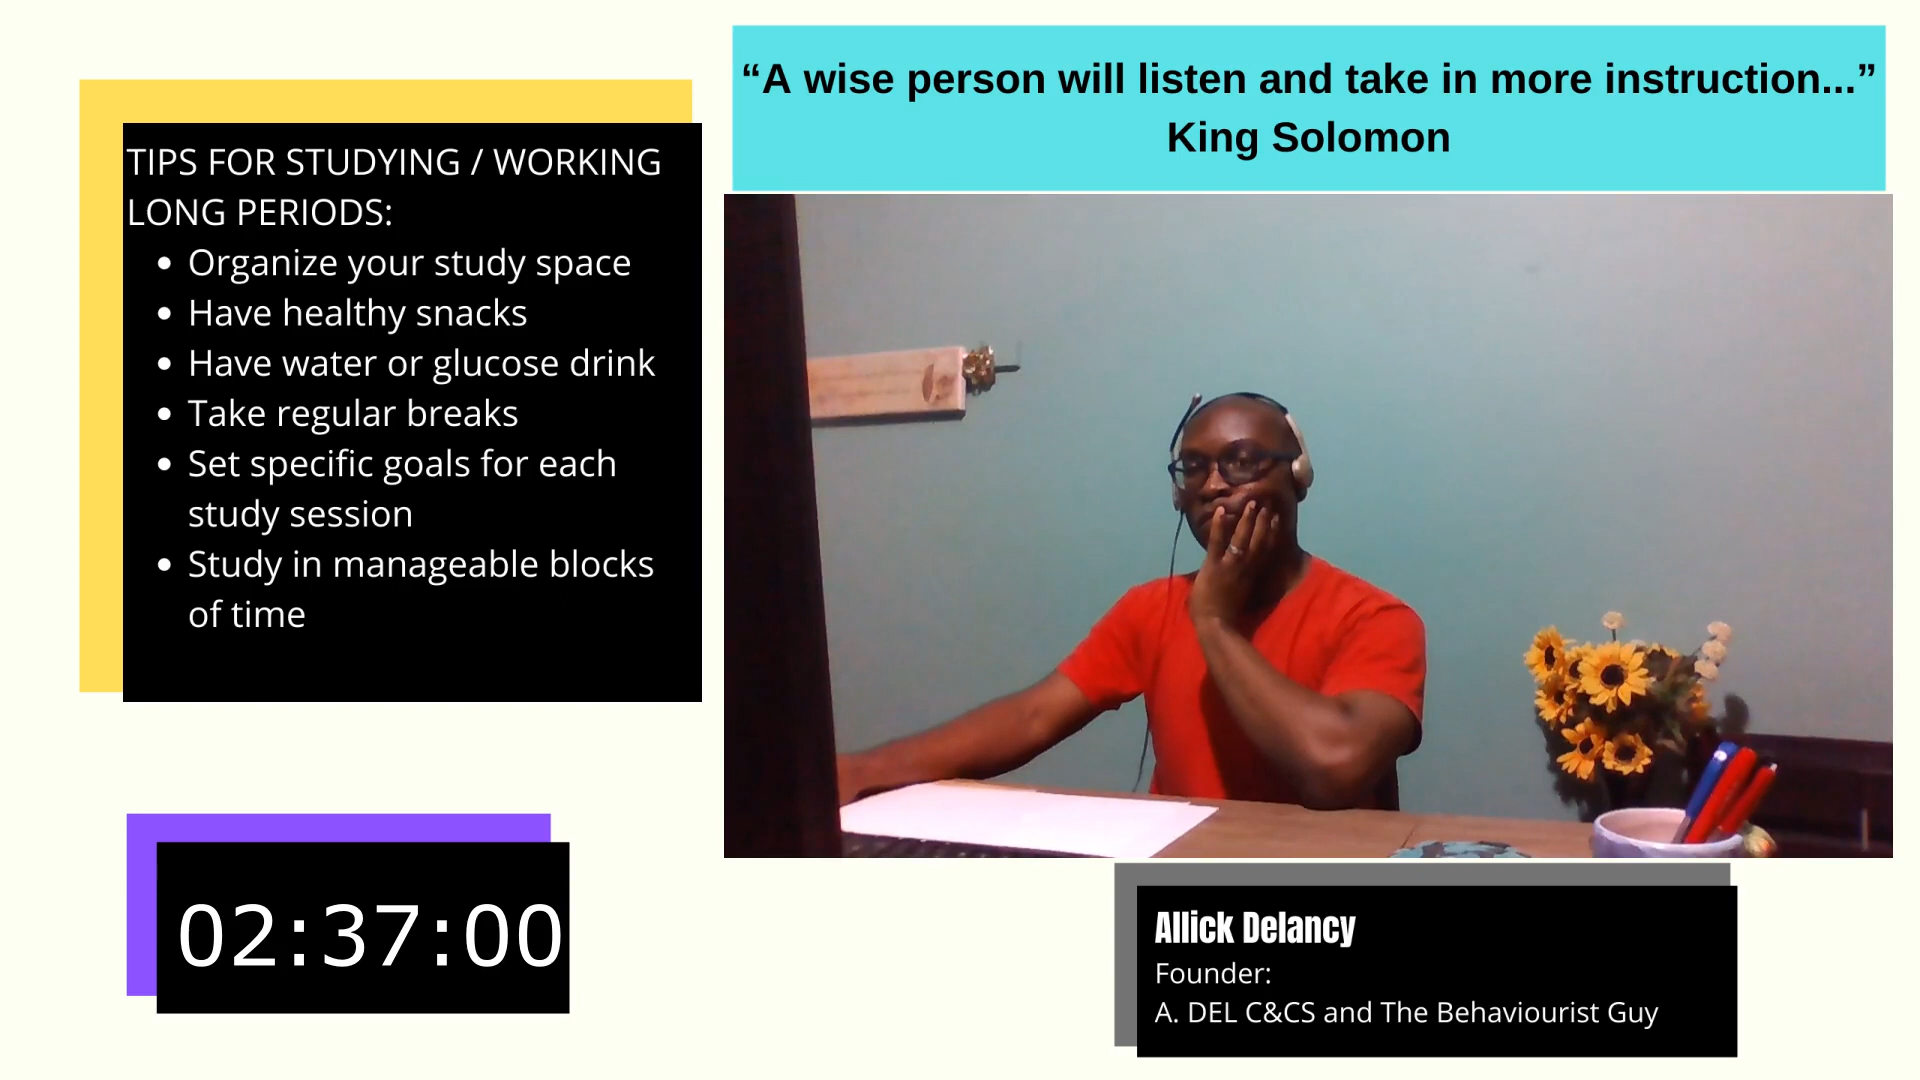 “A wise person will listen and take in more instruction...”
King Solomon
TIPS FOR STUDYING / WORKING
LONG PERIODS:
• Organize your study space
• Have healthy snacks
• Have water or glucose drink
• Take regular breaks
• Set specific goals for each
study session
• Study in manageable blocks
of time
02:37:00
Allick Delancy
Founder:
A. DEL C&CS and The Behaviourist Guy